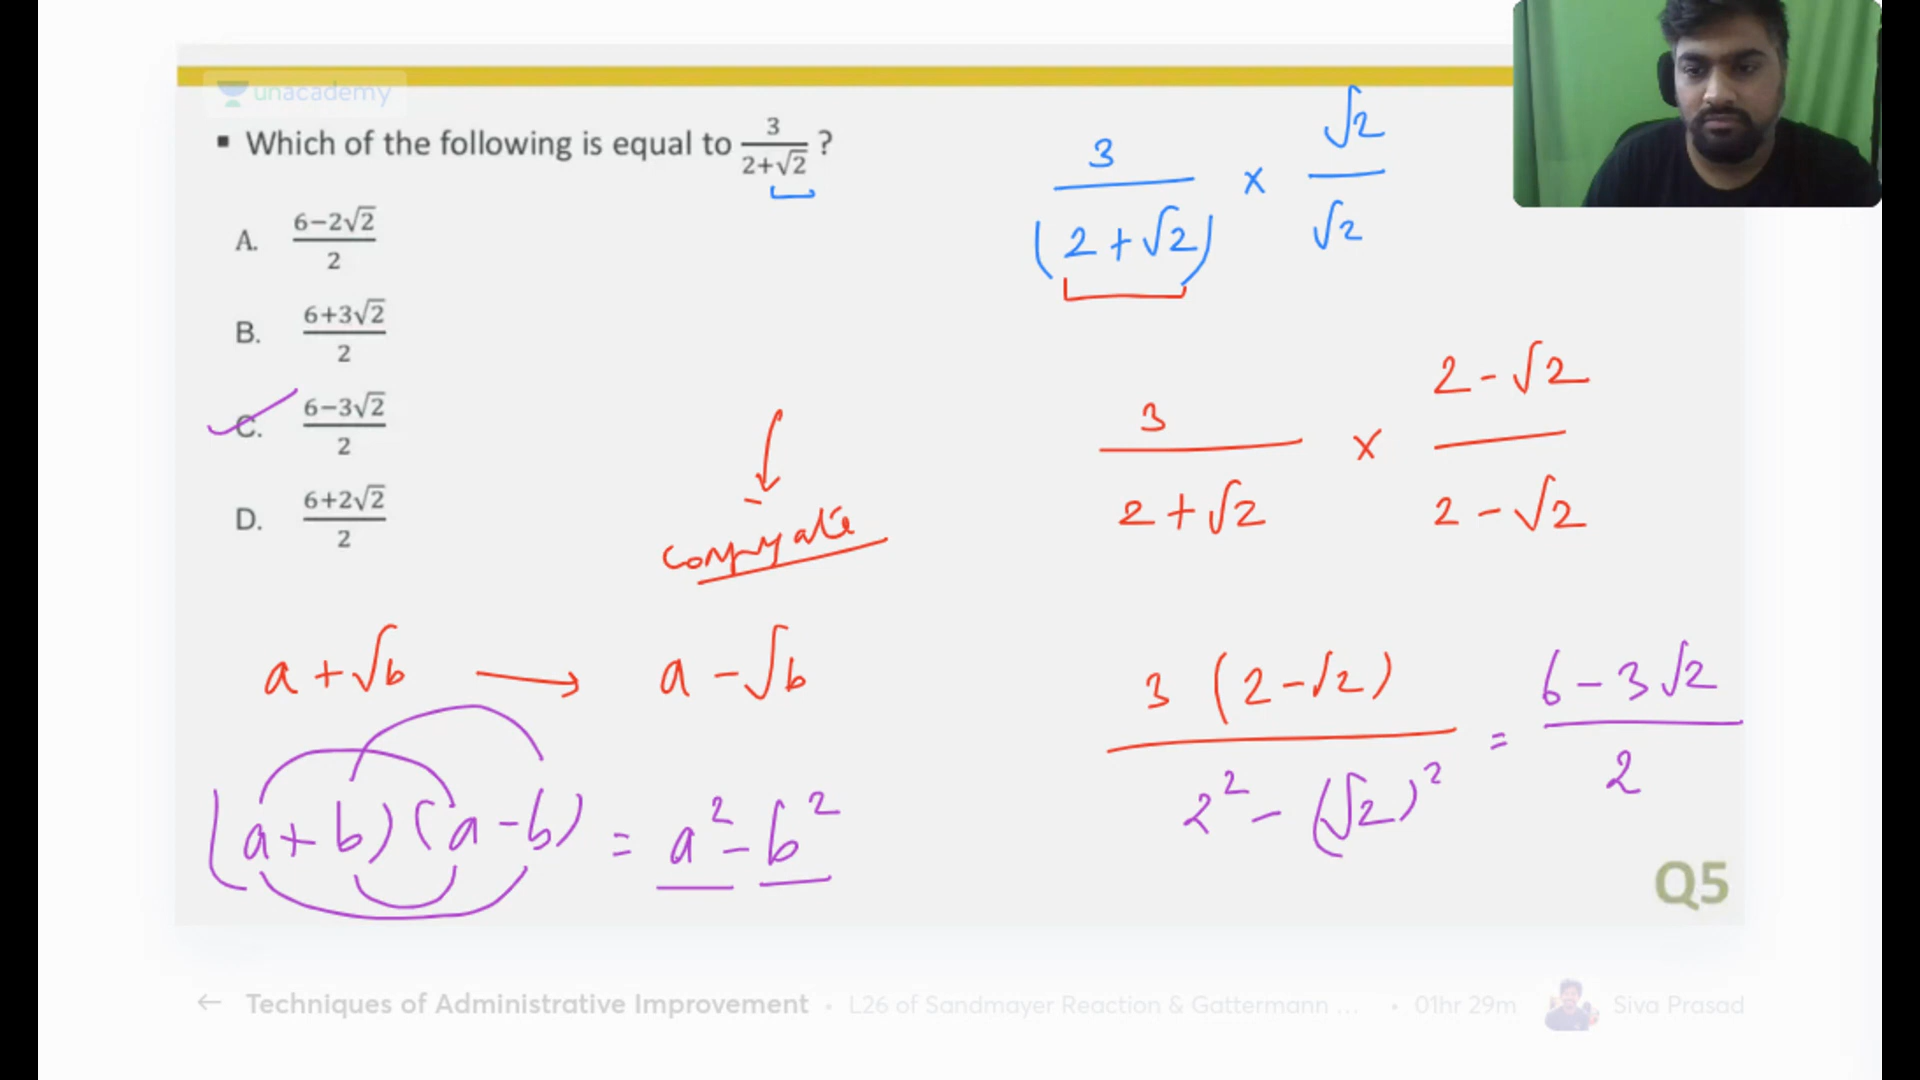 unacademy
▪ Which of the following is equal to 3/(2+√2) ?
A. (6−2√2)/2
B. (6+3√2)/2
C. (6−3√2)/2
D. (6+2√2)/2
3/(2+√2) × √2/√2
3/(2+√2) × (2-√2)/(2-√2)
conjugate
a+√b → a-√b
3(2-√2)/(2²-(√2)²) = (6-3√2)/2
(a+b)(a-b) = a²-b²
Q5
← Techniques of Administrative Improvement • L26 of Sandmayer Reaction & Gattermann ... • 01hr 29m Siva Prasad